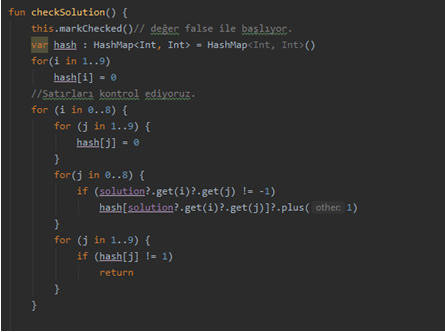 fun checkSolution() {
    this.markChecked()// değer false ile başlıyor.
    var hash : HashMap<Int, Int> = HashMap<Int, Int>()
    for(i in 1..9)
        hash[i] = 0
    //Satırları kontrol ediyoruz.
    for (i in 0..8) {
        for (j in 1..9) {
            hash[j] = 0
        }
        for(j in 0..8) {
            if (solution?.get(i)?.get(j) != -1)
                hash[solution?.get(i)?.get(j)]?.plus( other: 1)
        }
        for (j in 1..9) {
            if (hash[j] != 1)
                return
        }
    }